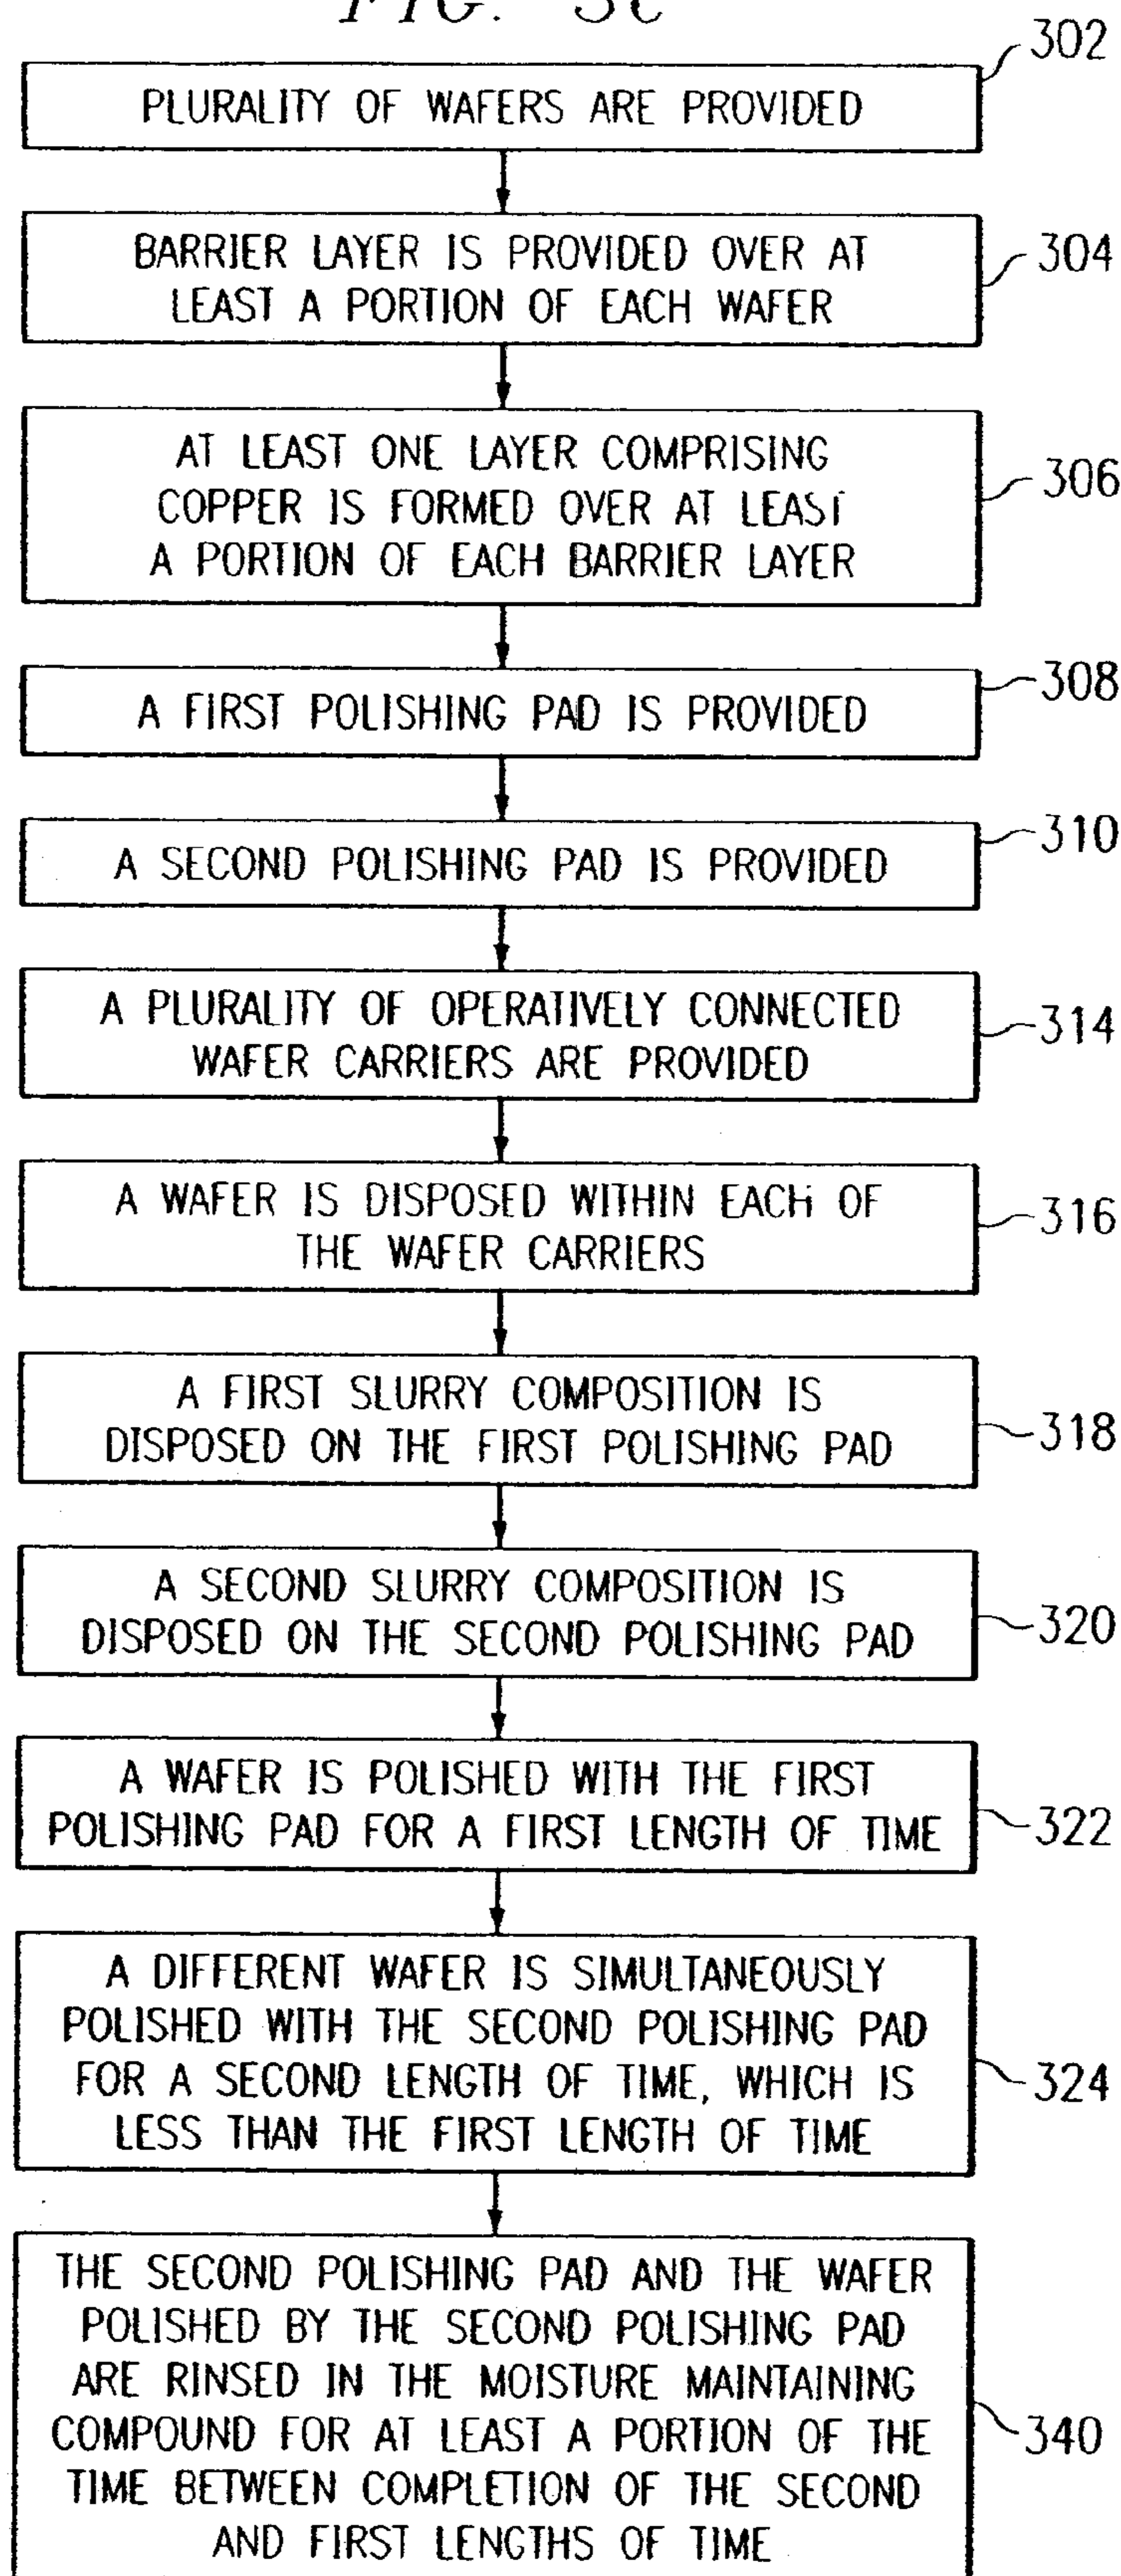 FIG. 3c
302
PLURALITY OF WAFERS ARE PROVIDED
BARRIER LAYER IS PROVIDED OVER AT
LEAST A PORTION OF EACH WAFER
304
AT LEAST ONE LAYER COMPRISING
COPPER IS FORMED OVER AT LEAST
A PORTION OF EACH BARRIER LAYER
306
A FIRST POLISHING PAD IS PROVIDED
308
A SECOND POLISHING PAD IS PROVIDED
310
A PLURALITY OF OPERATIVELY CONNECTED
WAFER CARRIERS ARE PROVIDED
314
A WAFER IS DISPOSED WITHIN EACH OF
THE WAFER CARRIERS
316
A FIRST SLURRY COMPOSITION IS
DISPOSED ON THE FIRST POLISHING PAD
318
A SECOND SLURRY COMPOSITION IS
DISPOSED ON THE SECOND POLISHING PAD
320
A WAFER IS POLISHED WITH THE FIRST
POLISHING PAD FOR A FIRST LENGTH OF TIME
322
A DIFFERENT WAFER IS SIMULTANEOUSLY
POLISHED WITH THE SECOND POLISHING PAD
FOR A SECOND LENGTH OF TIME, WHICH IS
LESS THAN THE FIRST LENGTH OF TIME
324
THE SECOND POLISHING PAD AND THE WAFER
POLISHED BY THE SECOND POLISHING PAD
ARE RINSED IN THE MOISTURE MAINTAINING
COMPOUND FOR AT LEAST A PORTION OF THE
TIME BETWEEN COMPLETION OF THE SECOND
AND FIRST LENGTHS OF TIME
340